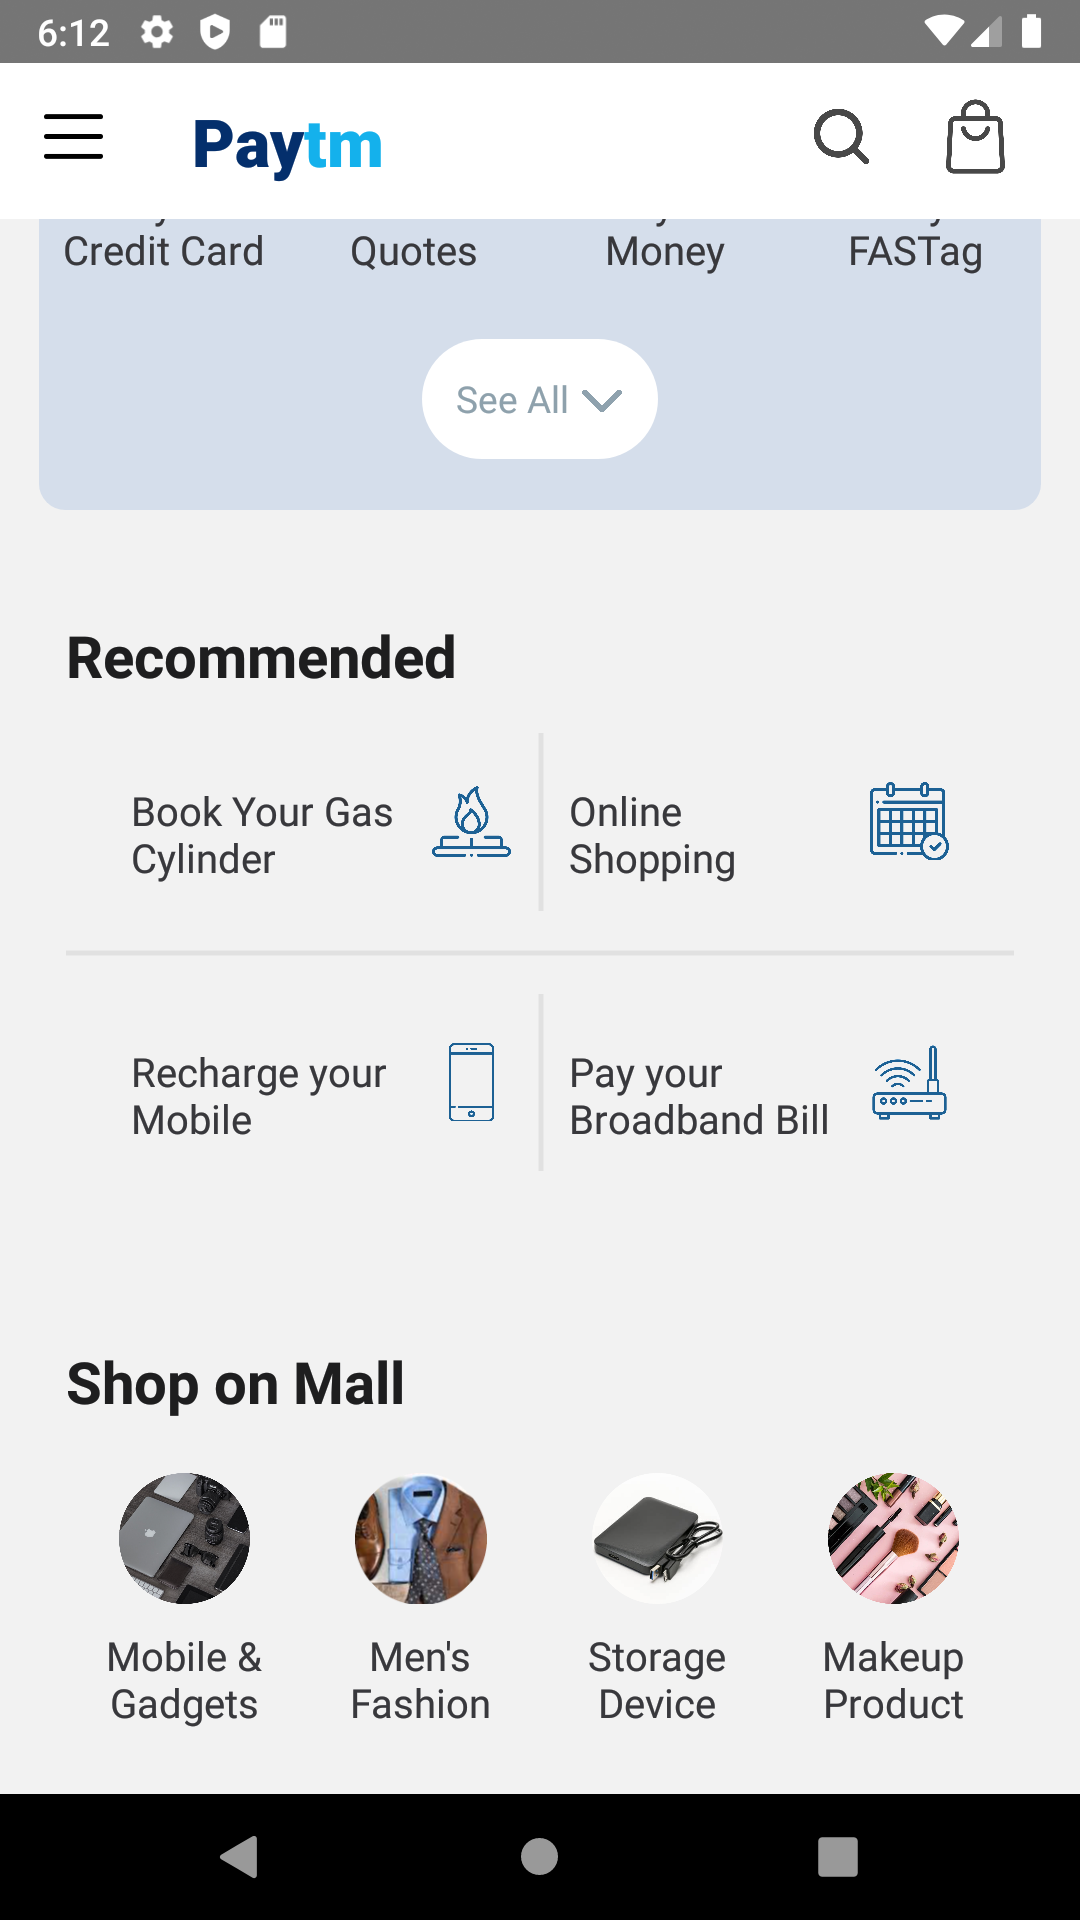 6:12
Paytm
Credit Card Quotes Money FASTag
See All
Recommended
Book Your Gas Online
Cylinder Shopping
Recharge your Pay your
Mobile Broadband Bill
Shop on Mall
Mobile & Men's Storage Makeup
Gadgets Fashion Device Product